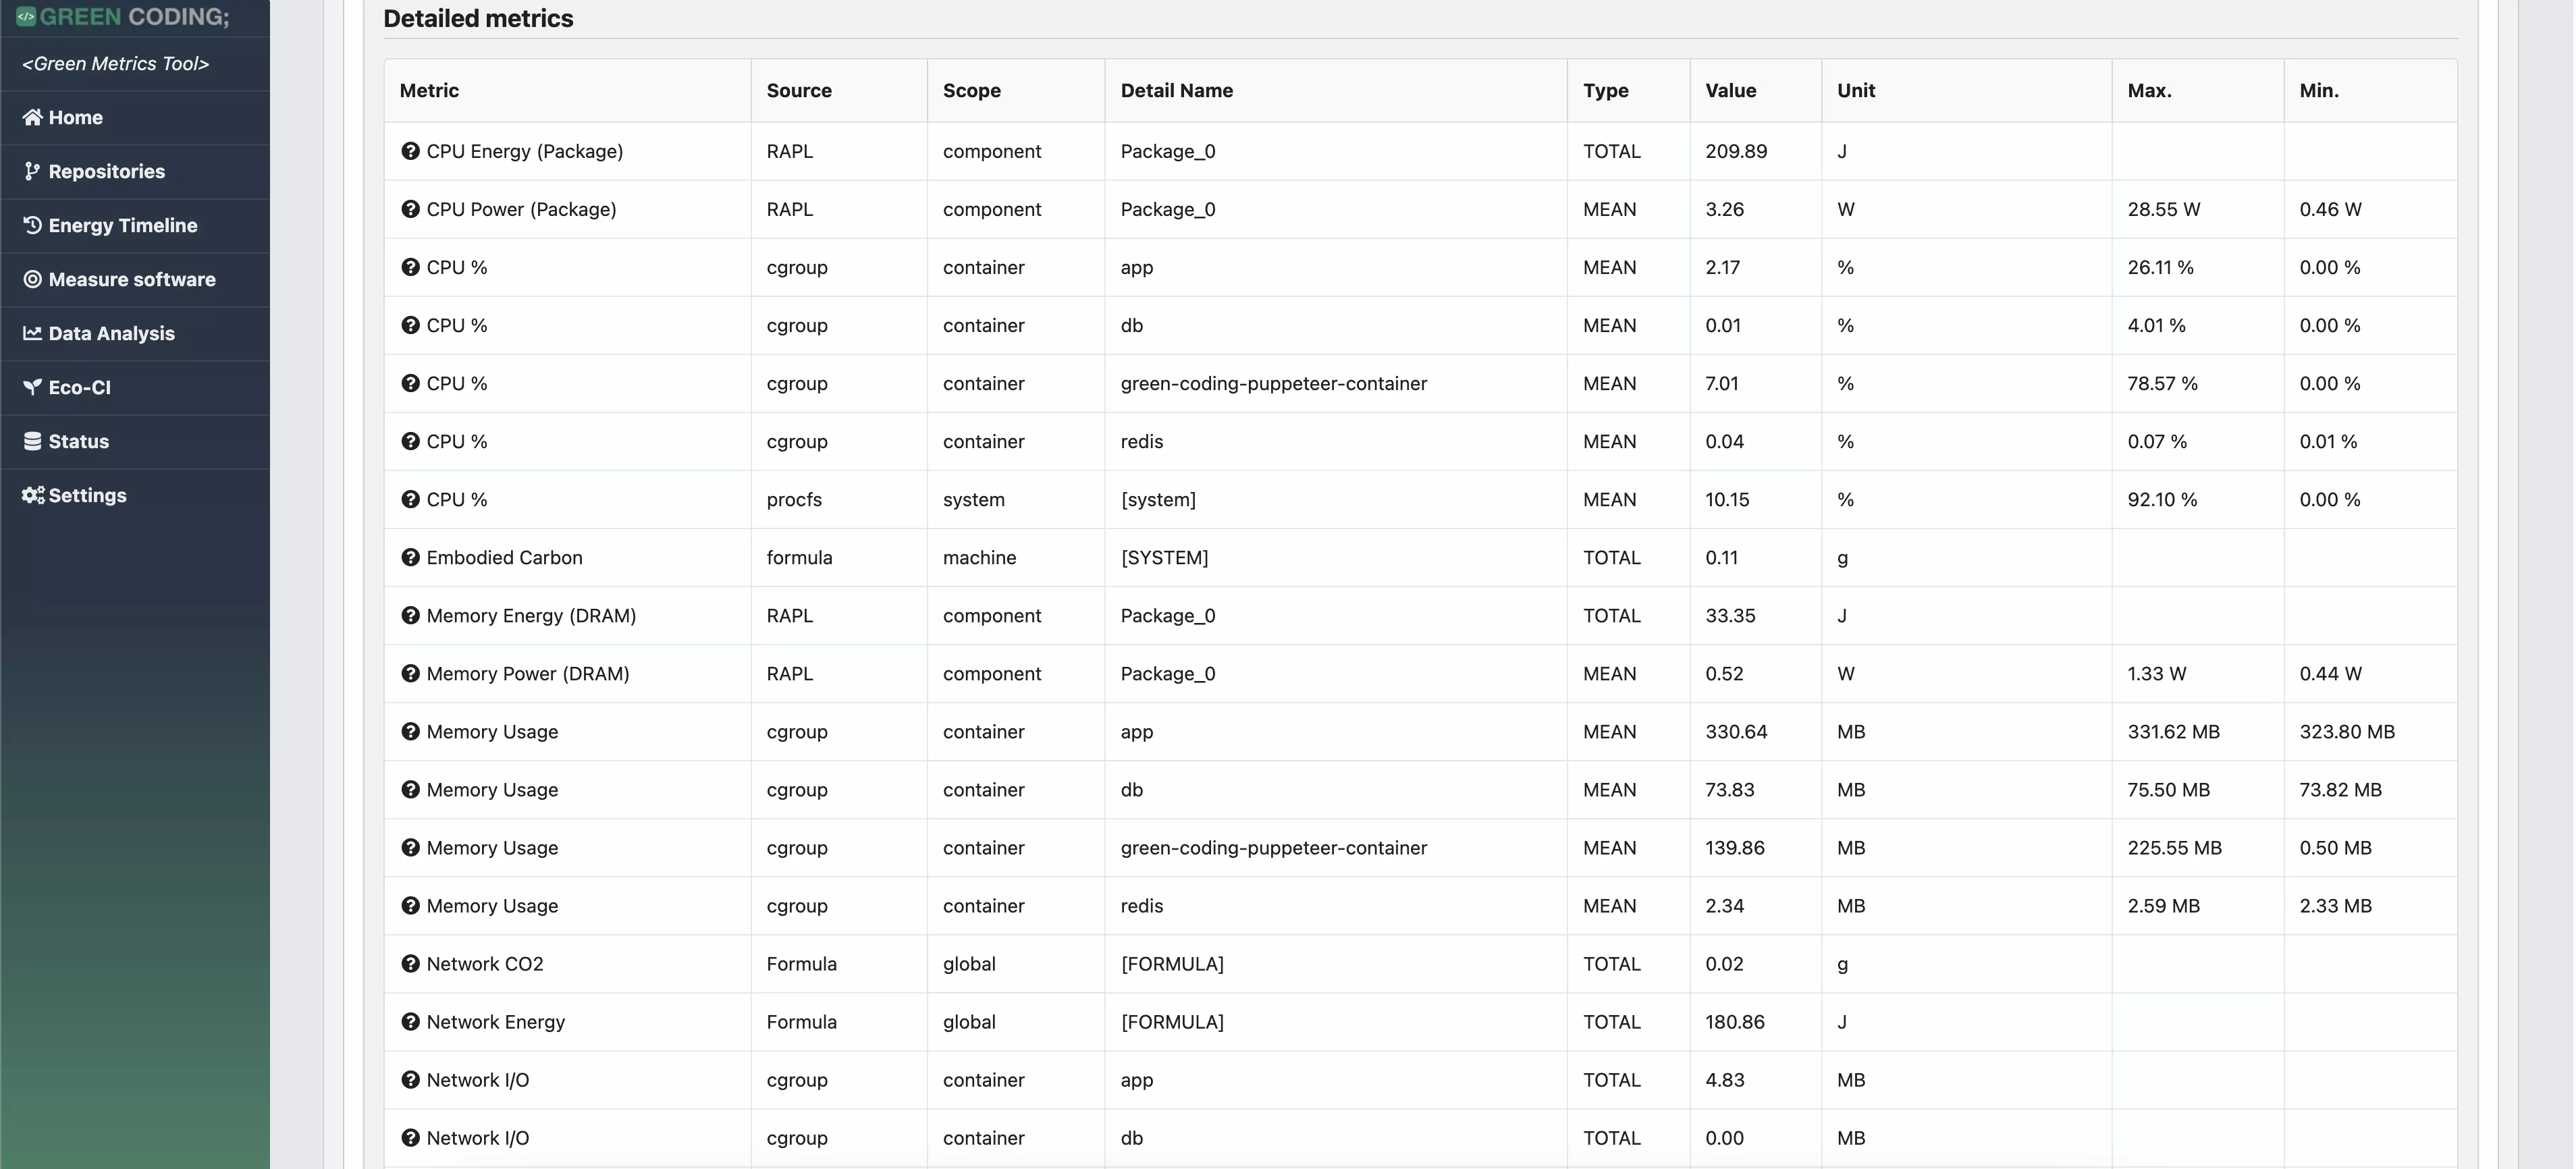 GREEN CODING;
<Green Metrics Tool>
Home
Repositories
Energy Timeline
Measure software
Data Analysis
Eco-CI
Status
Settings
Detailed metrics
Metric Source Scope Detail Name Type Value Unit Max. Min.
CPU Energy (Package) RAPL component Package_0 TOTAL 209.89 J
CPU Power (Package) RAPL component Package_0 MEAN 3.26 W 28.55 W 0.46 W
CPU % cgroup container app MEAN 2.17 % 26.11 % 0.00 %
CPU % cgroup container db MEAN 0.01 % 4.01 % 0.00 %
CPU % cgroup container green-coding-puppeteer-container MEAN 7.01 % 78.57 % 0.00 %
CPU % cgroup container redis MEAN 0.04 % 0.07 % 0.01 %
CPU % procfs system [system] MEAN 10.15 % 92.10 % 0.00 %
Embodied Carbon formula machine [SYSTEM] TOTAL 0.11 g
Memory Energy (DRAM) RAPL component Package_0 TOTAL 33.35 J
Memory Power (DRAM) RAPL component Package_0 MEAN 0.52 W 1.33 W 0.44 W
Memory Usage cgroup container app MEAN 330.64 MB 331.62 MB 323.80 MB
Memory Usage cgroup container db MEAN 73.83 MB 75.50 MB 73.82 MB
Memory Usage cgroup container green-coding-puppeteer-container MEAN 139.86 MB 225.55 MB 0.50 MB
Memory Usage cgroup container redis MEAN 2.34 MB 2.59 MB 2.33 MB
Network CO2 Formula global [FORMULA] TOTAL 0.02 g
Network Energy Formula global [FORMULA] TOTAL 180.86 J
Network I/O cgroup container app TOTAL 4.83 MB
Network I/O cgroup container db TOTAL 0.00 MB